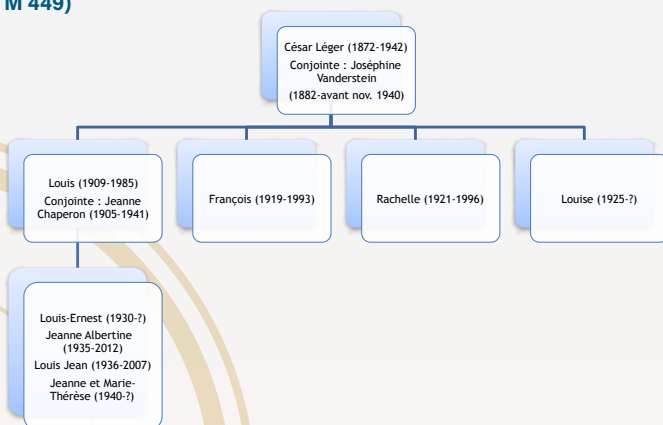 M 449)
César Léger (1872-1942)
Conjointe : Joséphine
Vanderstein
(1882-avant nov. 1940)
Louis (1909-1985)
Conjointe : Jeanne
Chaperon (1905-1941)
François (1919-1993)
Rachelle (1921-1996)
Louise (1925-?)
Louis-Ernest (1930-?)
Jeanne Albertine
(1935-2012)
Louis Jean (1936-2007)
Jeanne et Marie-
Thérèse (1940-?)